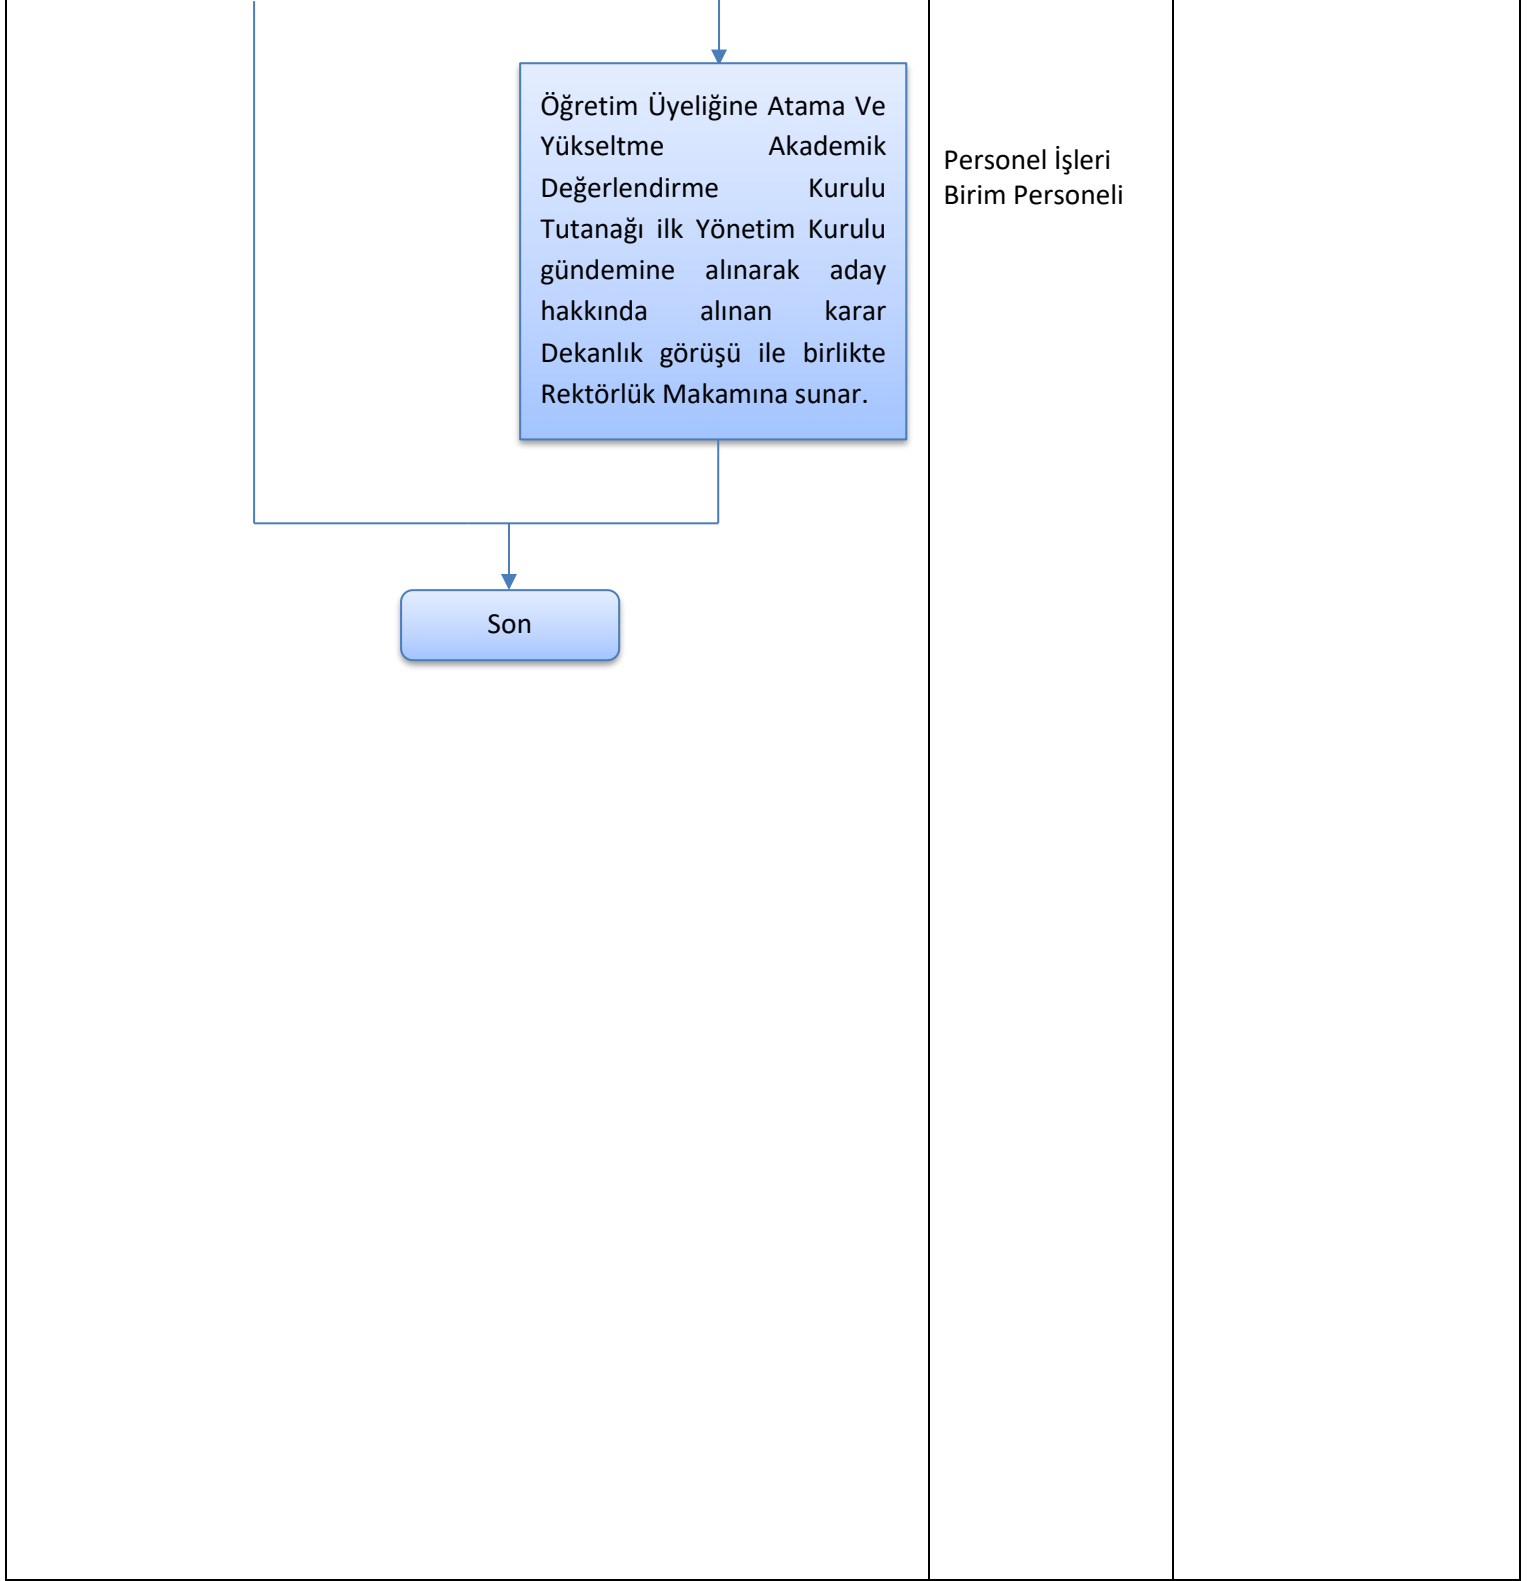 Öğretim Üyeliğine Atama Ve
Yükseltme Akademik
Değerlendirme Kurulu
Tutanağı ilk Yönetim Kurulu
gündemine alınarak aday
hakkında alınan karar
Dekanlık görüşü ile birlikte
Rektörlük Makamına sunar.
Personel İşleri
Birim Personeli
Son